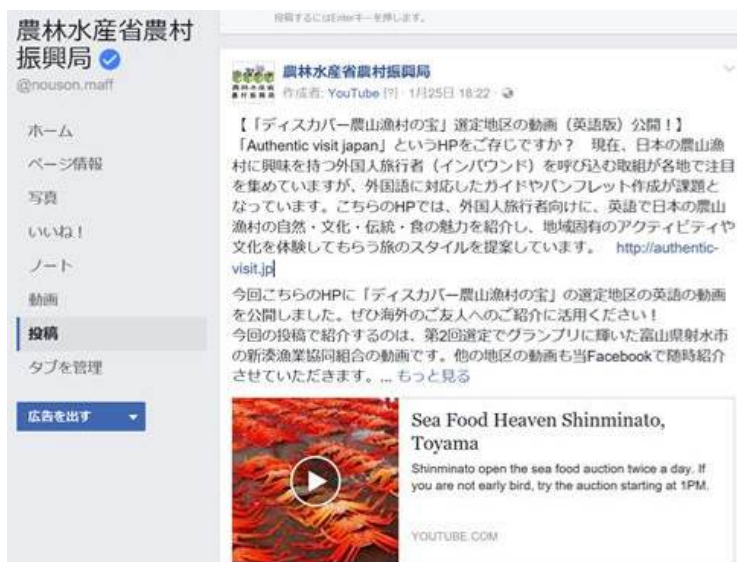 農林水産省農村
振興局
@nouson.maff
ホーム
ページ情報
写真
いいね！
ノート
動画
投稿
タブを管理
広告を出す
投稿するにはEnterキーを押します。
農林水産省農村振興局
作成者: YouTube [?] · 1月25日 18:22 ·
【「ディスカバー農山漁村の宝」選定地区の動画（英語版）公開！】
「Authentic visit japan」というHPをご存じですか？　現在、日本の農山漁
村に興味を持つ外国人旅行者（インバウンド）を呼び込む取組が各地で注目
を集めていますが、外国語に対応したガイドやパンフレット作成が課題と
なっています。こちらのHPでは、外国人旅行者向けに、英語で日本の農山
漁村の自然・文化・伝統・食の魅力を紹介し、地域固有のアクティビティや
文化を体験してもらう旅のスタイルを提案しています。　http://authentic-
visit.jp
今回こちらのHPに「ディスカバー農山漁村の宝」の選定地区の英語の動画
を公開しました。ぜひ海外のご友人へのご紹介に活用ください！
今回の投稿で紹介するのは、第2回選定でグランプリに輝いた富山県射水市
の新湊漁業協同組合の動画です。他の地区の動画も当Facebookで随時紹介
させていただきます。... もっと見る
Sea Food Heaven Shinminato,
Toyama
Shinminato open the sea food auction twice a day. If
you are not early bird, try the auction starting at 1PM.
YOUTUBE.COM